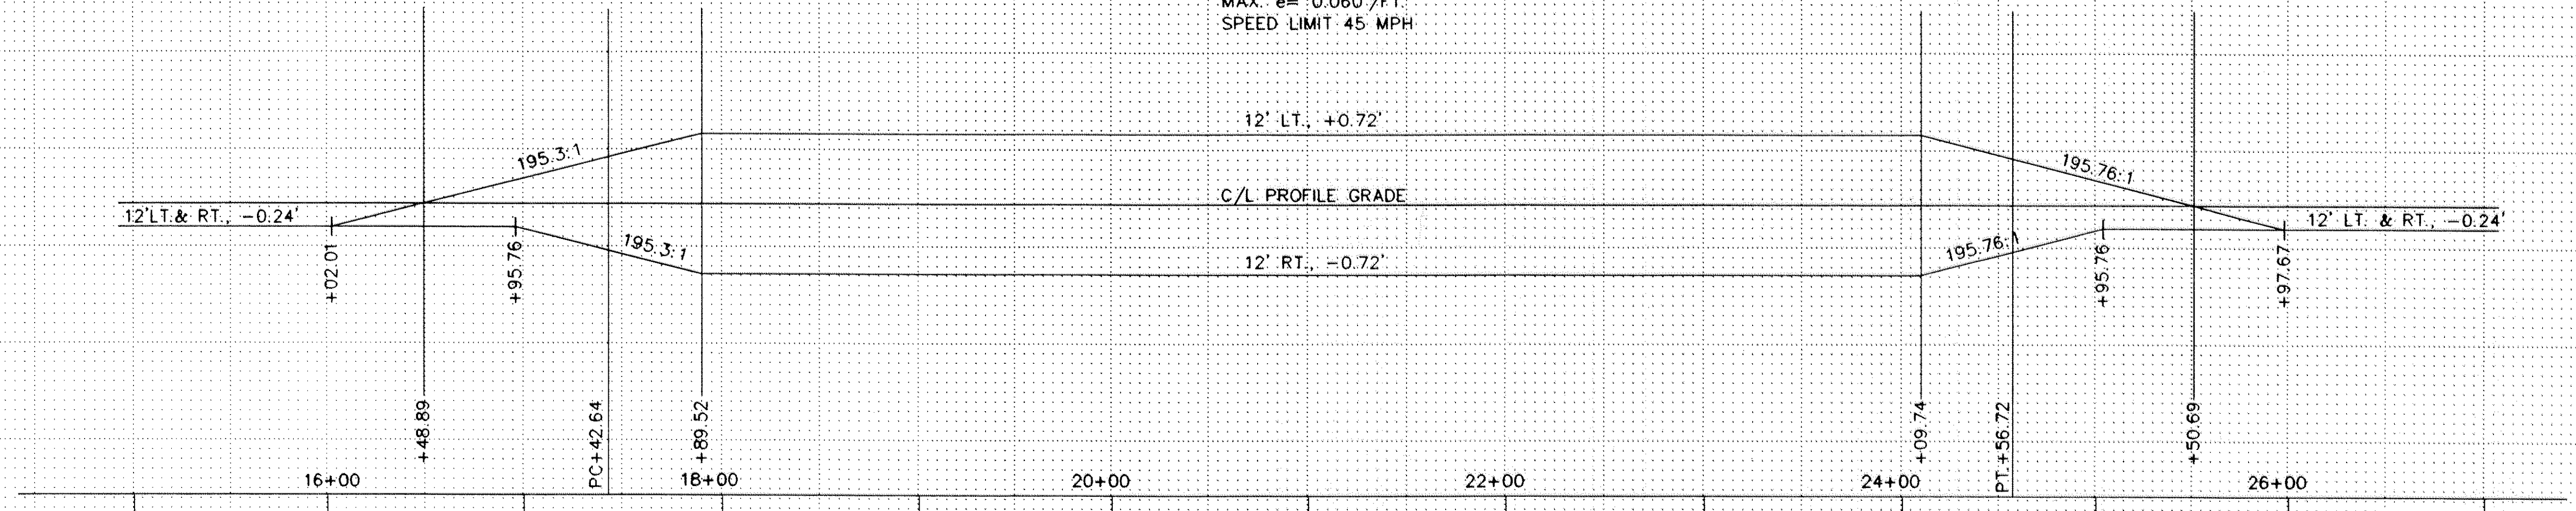 MAX. e= 0.060'/FT.
SPEED LIMIT 45 MPH
12' LT., +0.72'
195.3:1
195.76:1
C/L PROFILE GRADE
12'LT.& RT., -0.24'
12' LT. & RT., -0.24'
195.3:1
195.76:1
12' RT., -0.72'
+02.01
+95.76
+95.76
+97.67
+48.89
PC+42.64
+89.52
+09.74
PT.+56.72
+50.69
16+00
18+00
20+00
22+00
24+00
26+00